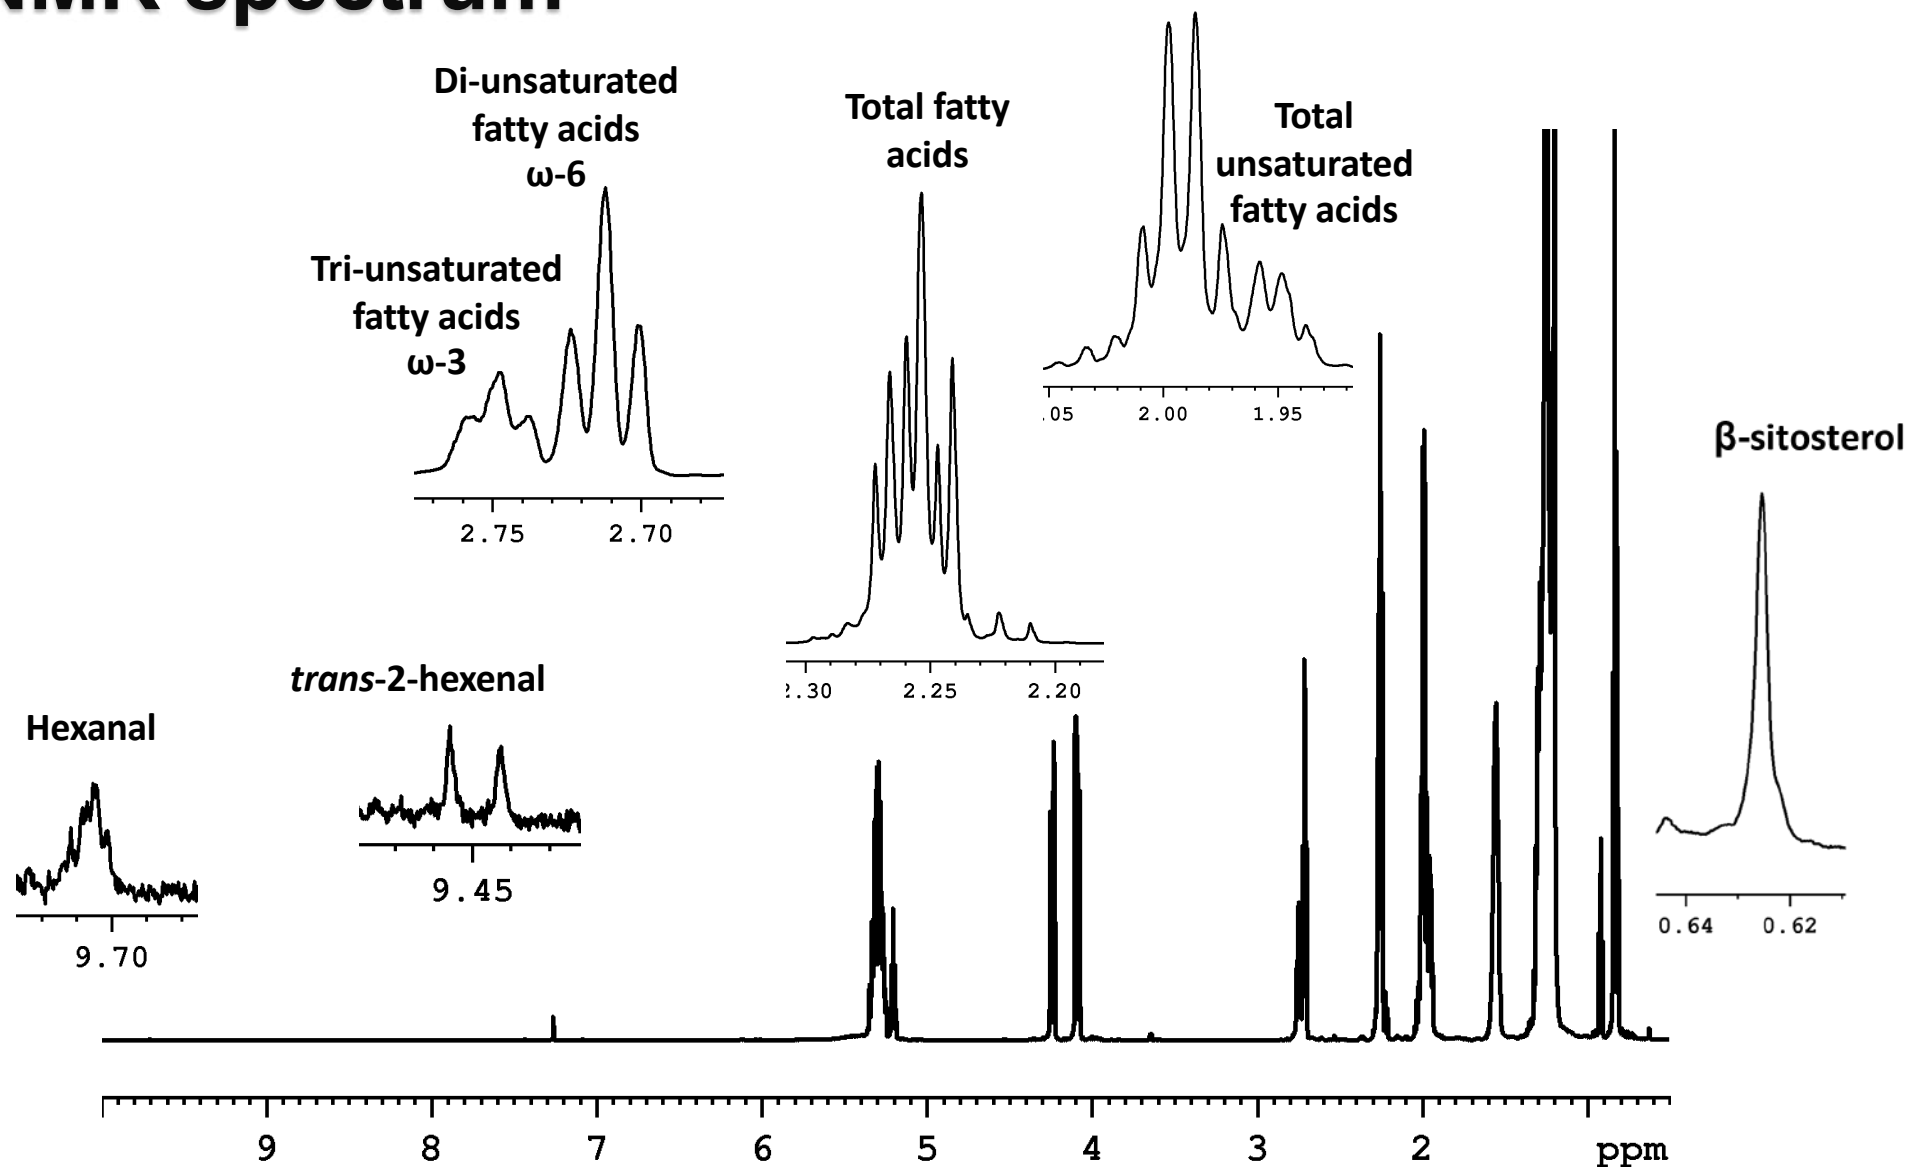 NMR spectrum
Di-unsaturated
fatty acids
ω-6
Tri-unsaturated
fatty acids
ω-3
2.75 2.70
Total fatty
acids
2.30 2.25 2.20
Total
unsaturated
fatty acids
.05 2.00 1.95
β-sitosterol
0.64 0.62
trans-2-hexenal
9.45
Hexanal
9.70
9 8 7 6 5 4 3 2 ppm